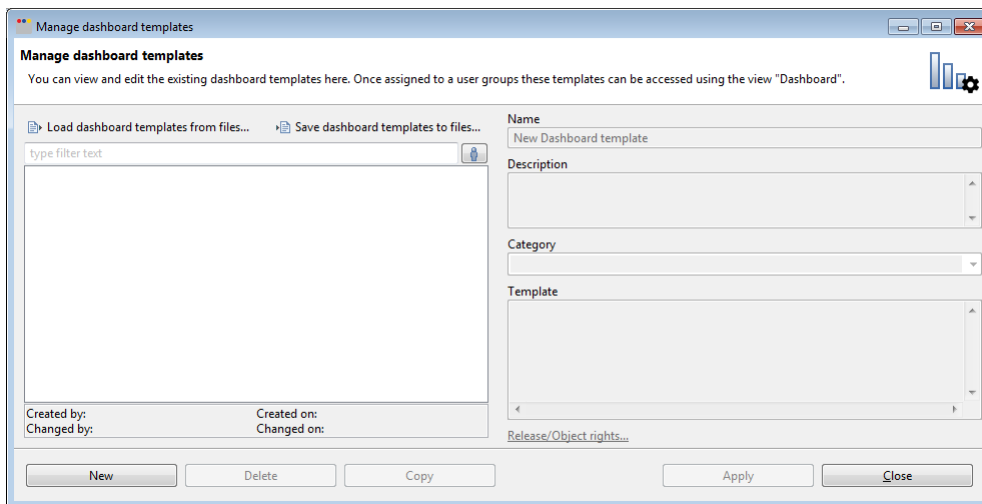 Manage dashboard templates
Manage dashboard templates
You can view and edit the existing dashboard templates here. Once assigned to a user groups these templates can be accessed using the view "Dashboard".
Load dashboard templates from files... Save dashboard templates to files...
type filter text
Created by: Created on:
Changed by: Changed on:
Name
New Dashboard template
Description
Category
Template
Release/Object rights...
New Delete Copy Apply Close